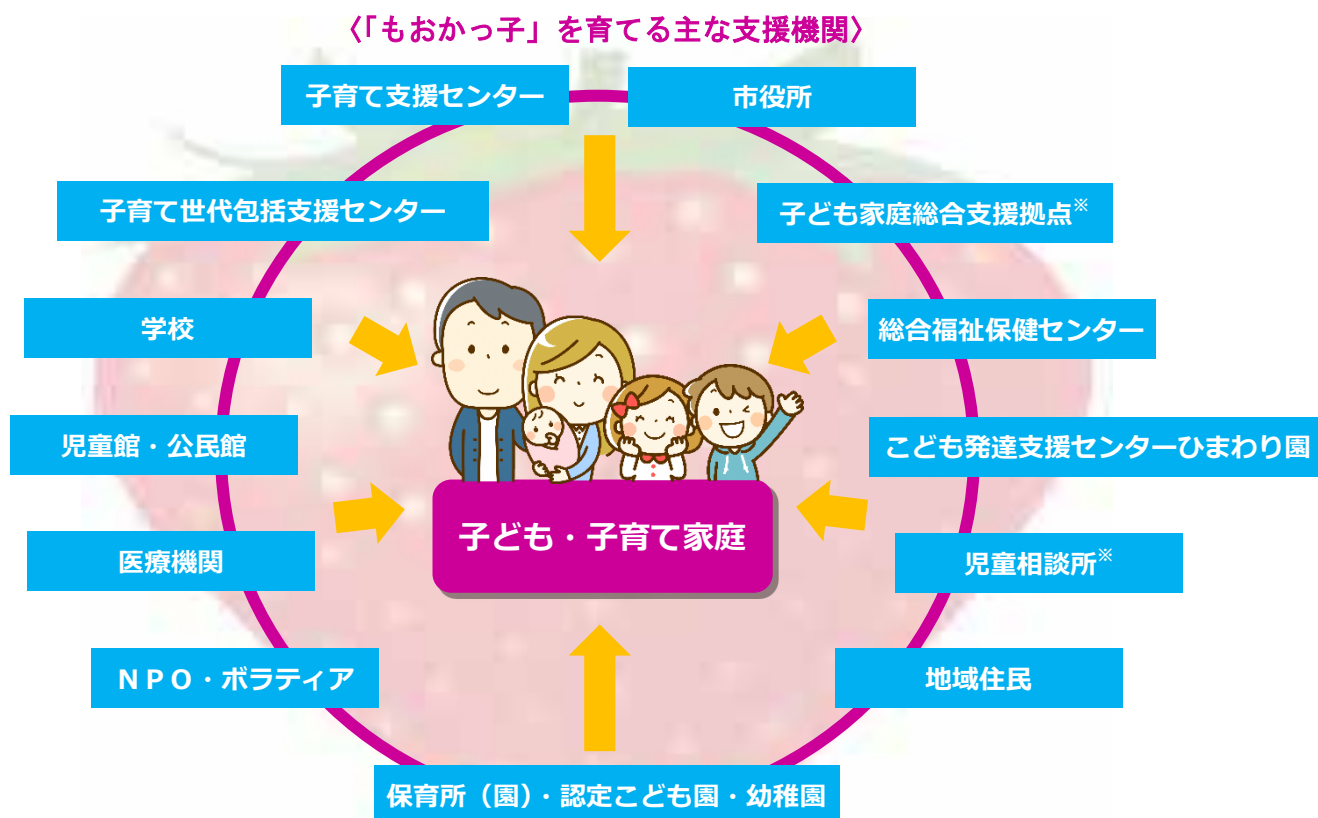 〈「もおかっ子」を育てる主な支援機関〉
子育て支援センター
市役所
子育て世代包括支援センター
子ども家庭総合支援拠点※
学校
総合福祉保健センター
児童館・公民館
こども発達支援センターひまわり園
子ども・子育て家庭
医療機関
児童相談所※
ＮＰＯ・ボラティア
地域住民
保育所（園）・認定こども園・幼稚園